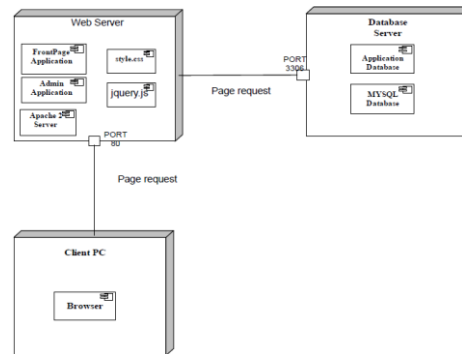 Web Server
FrontPage
Application
style.css
Admin
Application
jquery.js
Apache 2
Server
PORT
80
Page request
PORT
3306
Database
Server
Application
Database
MYSQL
Database
Page request
Client PC
Browser